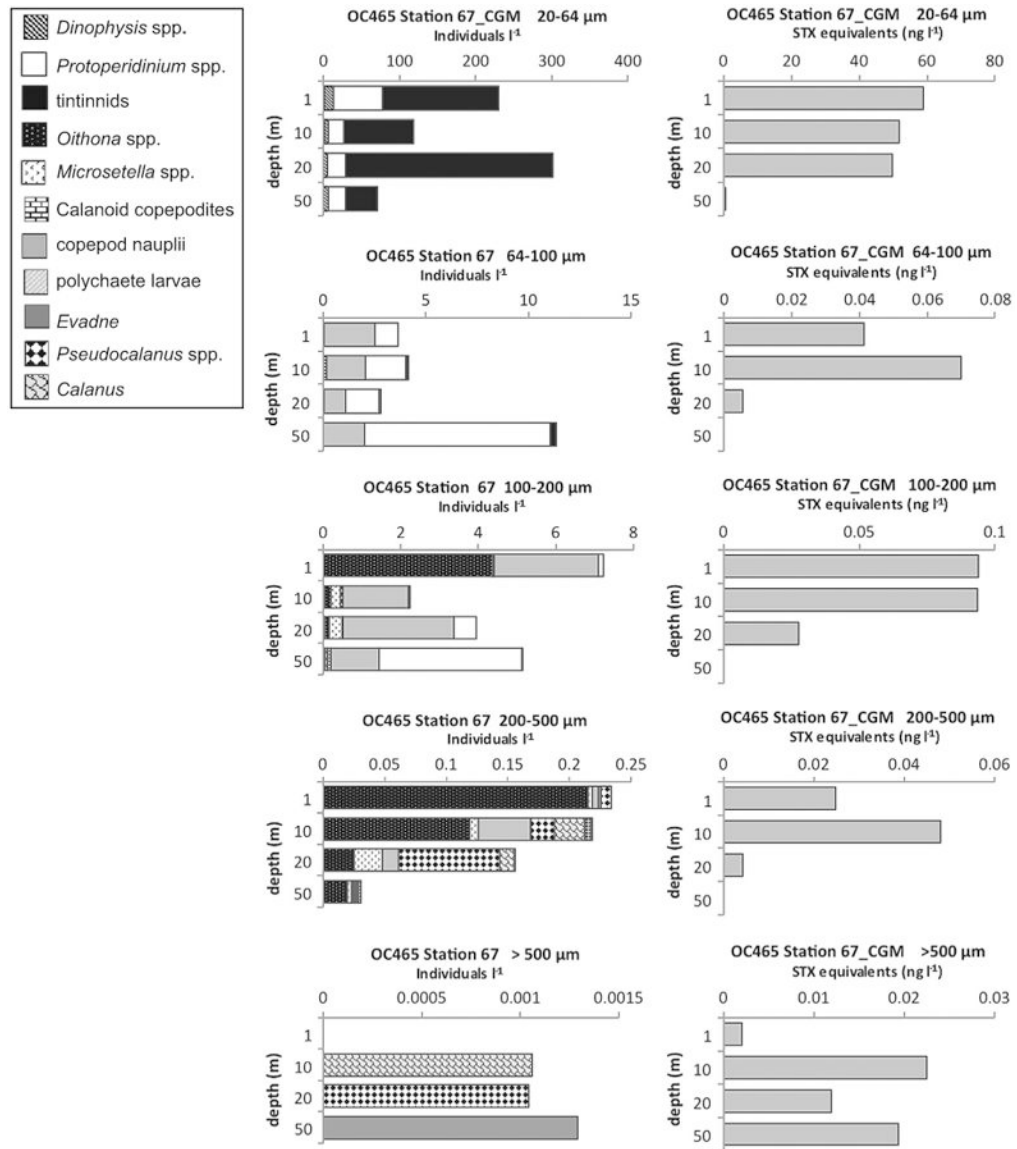 Dinophysis spp.
Protoperidinium spp.
tintinnids
Oithona spp.
Microsetella spp.
Calanoid copepodites
copepod nauplii
polychaete larvae
Evadne
Pseudocalanus spp.
Calanus
OC465 Station 67_CGM 20-64 µm
Individuals l⁻¹
0 100 200 300 400
depth (m)
1
10
20
50
OC465 Station 67_CGM 20-64 µm
STX equivalents (ng l⁻¹)
0 20 40 60 80
depth (m)
1
10
20
50
OC465 Station 67 64-100 µm
Individuals l⁻¹
0 5 10 15
depth (m)
1
10
20
50
OC465 Station 67_CGM 64-100 µm
STX equivalents (ng l⁻¹)
0 0.02 0.04 0.06 0.08
depth (m)
1
10
20
50
OC465 Station 67 100-200 µm
Individuals l⁻¹
0 2 4 6 8
depth (m)
1
10
20
50
OC465 Station 67_CGM 100-200 µm
STX equivalents (ng l⁻¹)
0 0.05 0.1
depth (m)
1
10
20
50
OC465 Station 67 200-500 µm
Individuals l⁻¹
0 0.05 0.1 0.15 0.2 0.25
depth (m)
1
10
20
50
OC465 Station 67_CGM 200-500 µm
STX equivalents (ng l⁻¹)
0 0.02 0.04 0.06
depth (m)
1
10
20
50
OC465 Station 67 > 500 µm
Individuals l⁻¹
0 0.0005 0.001 0.0015
depth (m)
1
10
20
50
OC465 Station 67_CGM >500 µm
STX equivalents (ng l⁻¹)
0 0.01 0.02 0.03
depth (m)
1
10
20
50